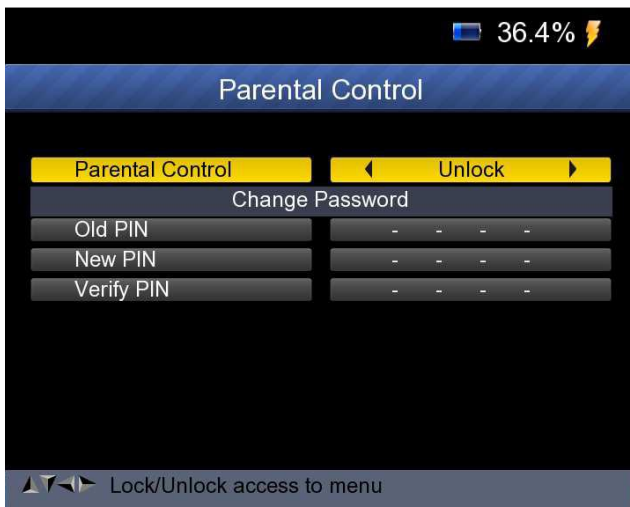 36.4%
Parental Control
Parental Control Unlock
Change Password
Old PIN - - - -
New PIN - - - -
Verify PIN - - - -
Lock/Unlock access to menu